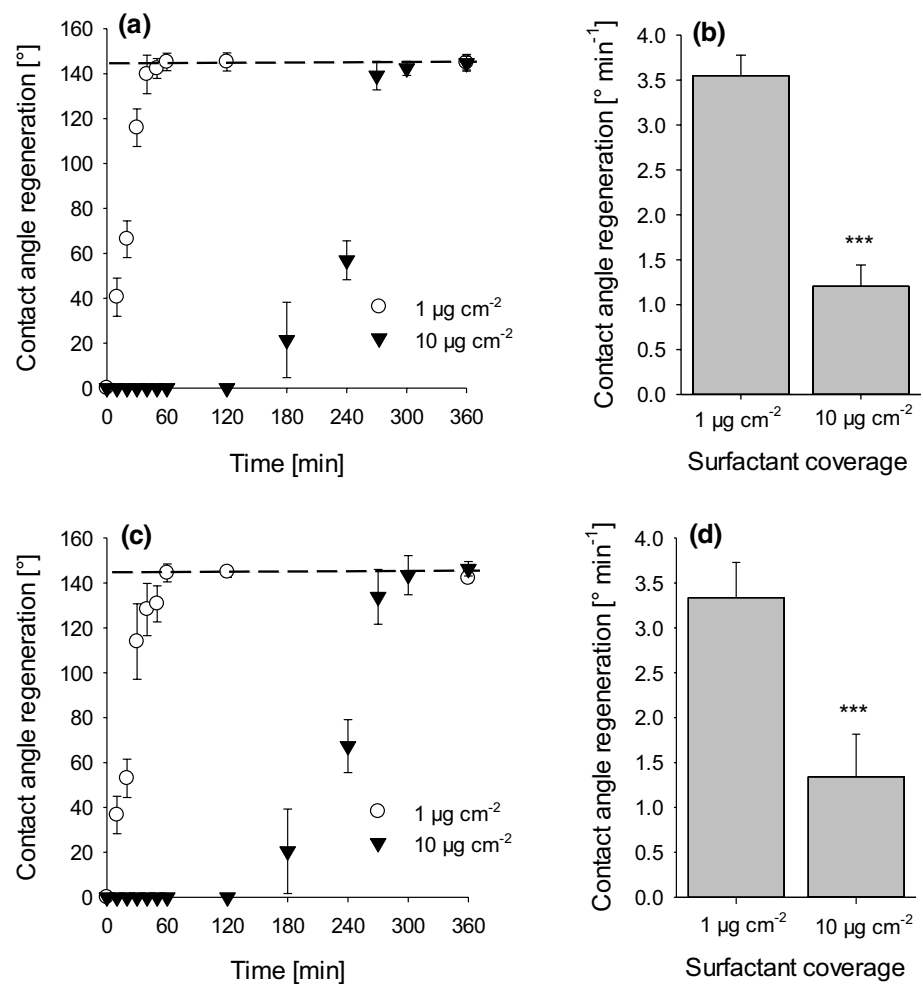 (a)
Contact angle regeneration [°]
160
140
120
100
80
60
40
20
0
1 µg cm-2
10 µg cm-2
0 60 120 180 240 300 360
Time [min]
(b)
Contact angle regeneration [° min-1]
4.0
3.5
3.0
2.5
2.0
1.5
1.0
0.5
0.0
***
1 µg cm-2 10 µg cm-2
Surfactant coverage
(c)
Contact angle regeneration [°]
160
140
120
100
80
60
40
20
0
1 µg cm-2
10 µg cm-2
0 60 120 180 240 300 360
Time [min]
(d)
Contact angle regeneration [° min-1]
4.0
3.5
3.0
2.5
2.0
1.5
1.0
0.5
0.0
***
1 µg cm-2 10 µg cm-2
Surfactant coverage